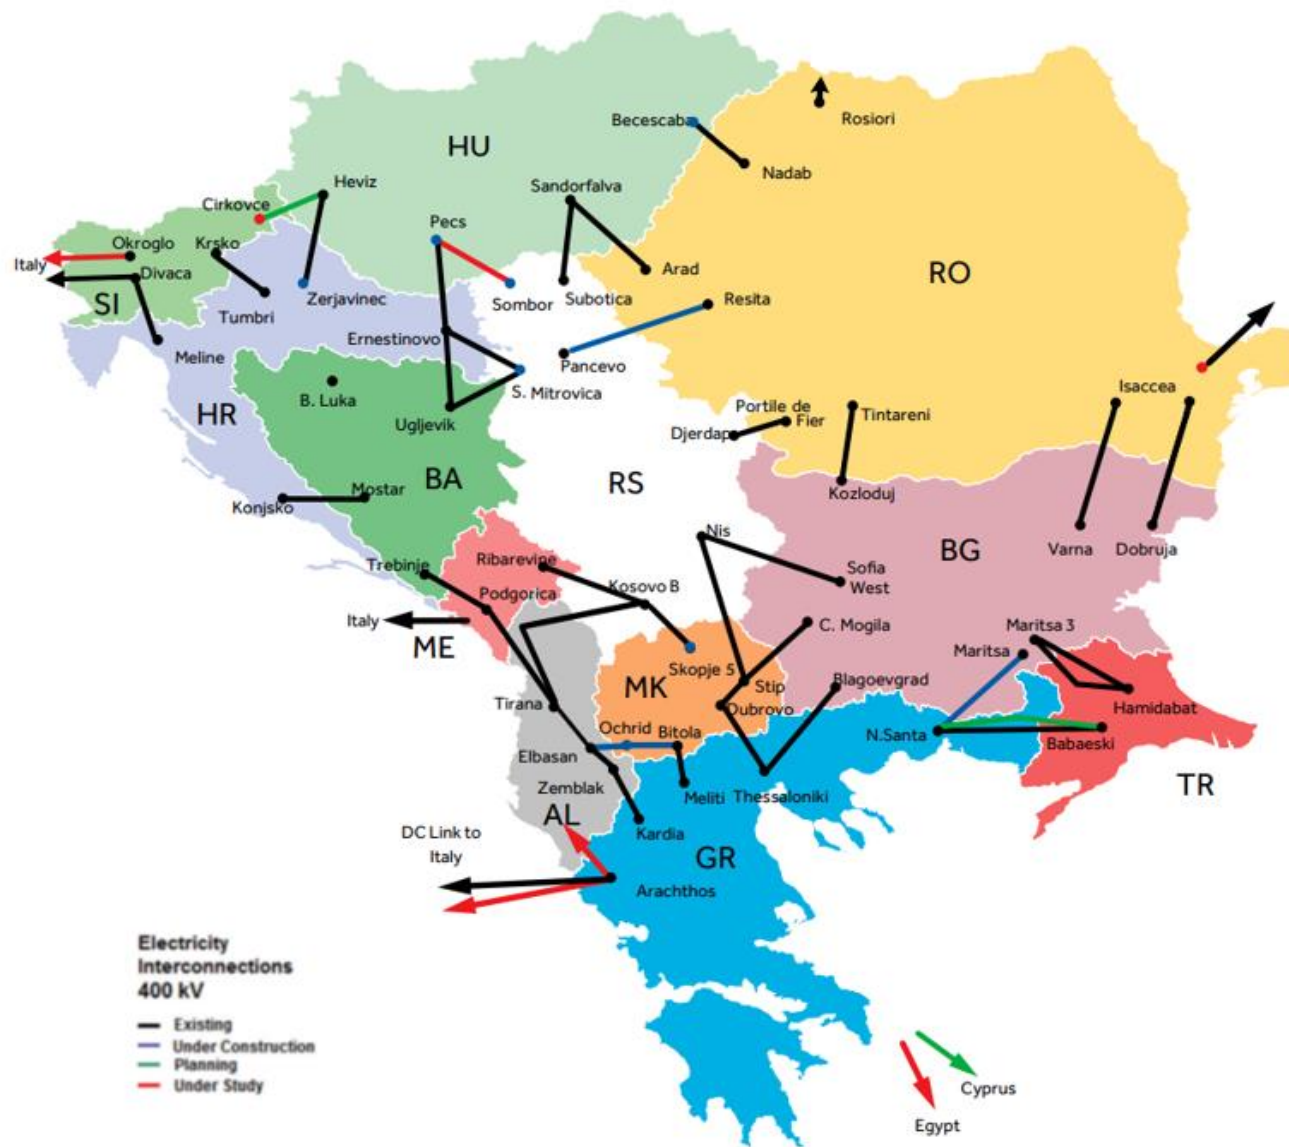 Rosiori
Becescaba
HU
Nadab
Heviz
Sandorfalva
Cirkovce
Pecs
Okroglo
Krsko
Italy
Divaca
Arad
RO
SI
Zerjavinec
Sombor
Subotica
Resita
Tumbri
Ernestinovo
Meline
Pancevo
B. Luka
S. Mitrovica
Isaccea
HR
Ugljevik
Portile de
Fier
Tintareni
Djerdap
BA
RS
Mostar
Konjsko
Kozloduj
Nis
BG
Varna
Dobruja
Trebinje
Ribarevine
Sofia
West
Kosovo B
Podgorica
Italy
C. Mogila
Maritsa 3
ME
Maritsa
Skopje 5
MK
Stip
Blagoevgrad
Tirana
Dubrovo
Hamidabat
Ochrid
Bitola
N.Santa
Babaeski
Elbasan
Zemblak
Meliti
Thessaloniki
TR
AL
Kardia
DC Link to
Italy
GR
Arachthos
Electricity
Interconnections
400 kV
Existing
Under Construction
Planning
Under Study
Cyprus
Egypt